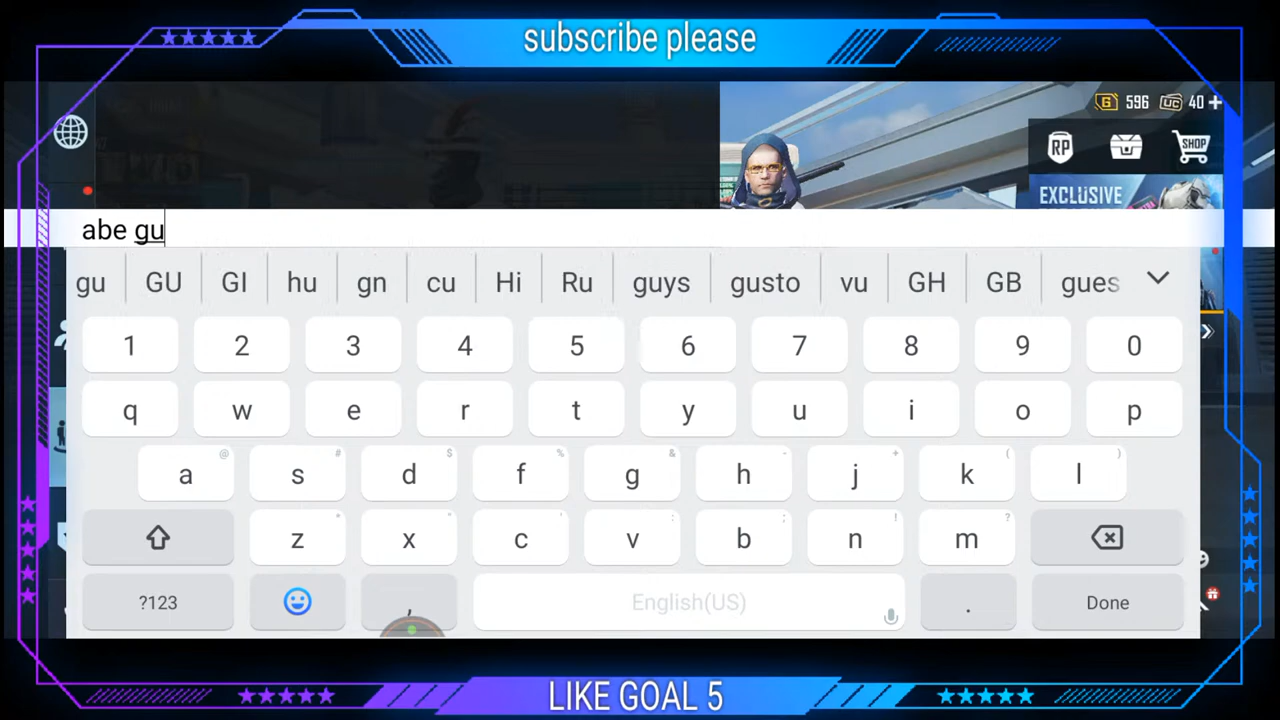 subscribe please
G 596 UC 40 +
RP SHOP
EXCLUSIVE
abe gu
gu GU GI hu gn cu Hi Ru guys gusto vu GH GB gues
1 2 3 4 5 6 7 8 9 0
q w e r t y u i o p
@ # $ % & - + ( )
a s d f g h j k l
* " ' : ; ! ?
z x c v b n m
?123 , English(US) . Done
LIKE GOAL 5